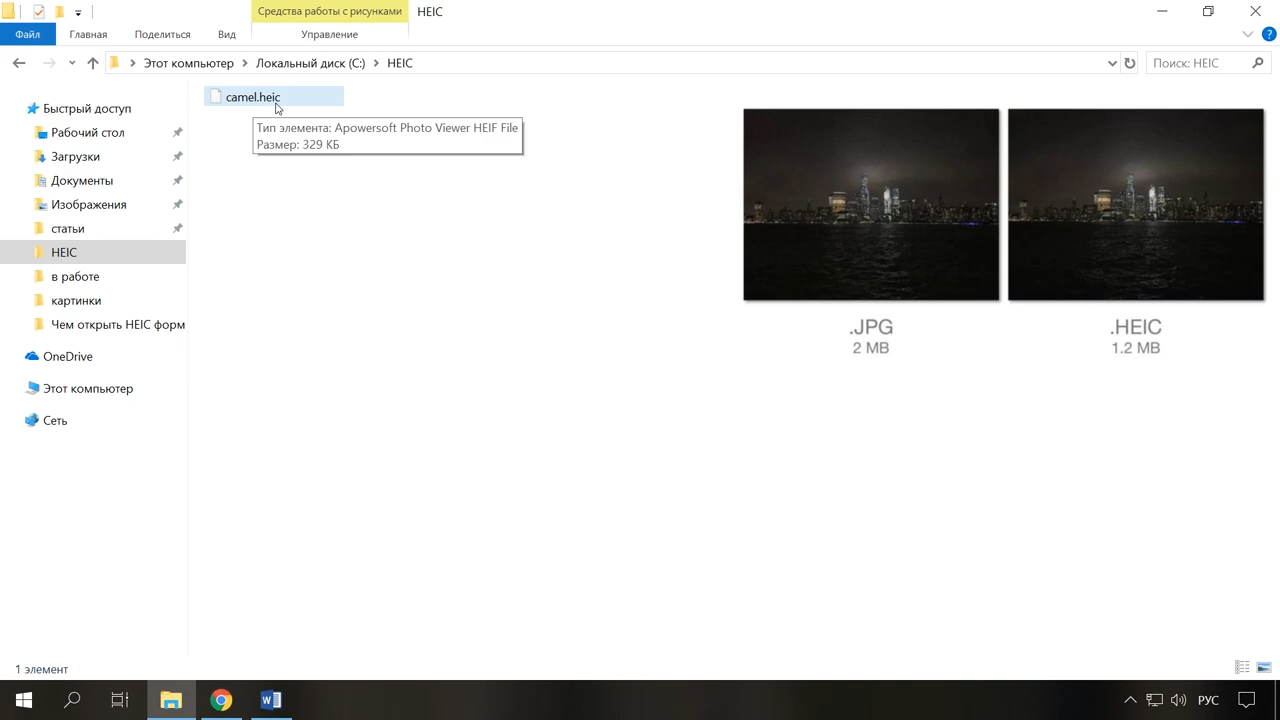 Средства работы с рисунками
HEIC
Файл
Главная
Поделиться
Вид
Управление
Этот компьютер
Локальный диск (C:)
HEIC
Поиск: HEIC
Быстрый доступ
Рабочий стол
Загрузки
Документы
Изображения
статьи
HEIC
в работе
картинки
Чем открыть HEIC форм
OneDrive
Этот компьютер
Сеть
camel.heic
Тип элемента: Apowersoft Photo Viewer HEIF File
Размер: 329 КБ
.JPG
2 MB
.HEIC
1.2 MB
1 элемент
РУС